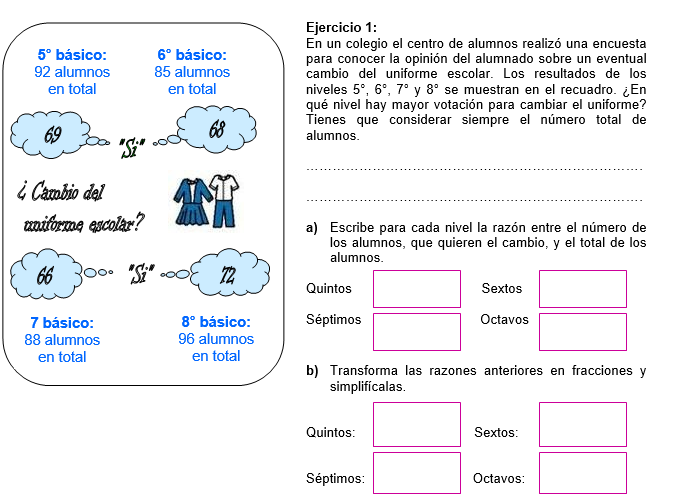 5° básico:
92 alumnos
en total
6° básico:
85 alumnos
en total
69
"Si"
68
¿ Cambio del
uniforme escolar?
66
"Si"
72
7 básico:
88 alumnos
en total
8° básico:
96 alumnos
en total
Ejercicio 1:
En un colegio el centro de alumnos realizó una encuesta
para conocer la opinión del alumnado sobre un eventual
cambio del uniforme escolar. Los resultados de los
niveles 5°, 6°, 7° y 8° se muestran en el recuadro. ¿En
qué nivel hay mayor votación para cambiar el uniforme?
Tienes que considerar siempre el número total de
alumnos.
a) Escribe para cada nivel la razón entre el número de
los alumnos, que quieren el cambio, y el total de los
alumnos.
Quintos
Sextos
Séptimos
Octavos
b) Transforma las razones anteriores en fracciones y
simplifícalas.
Quintos:
Sextos:
Séptimos:
Octavos: